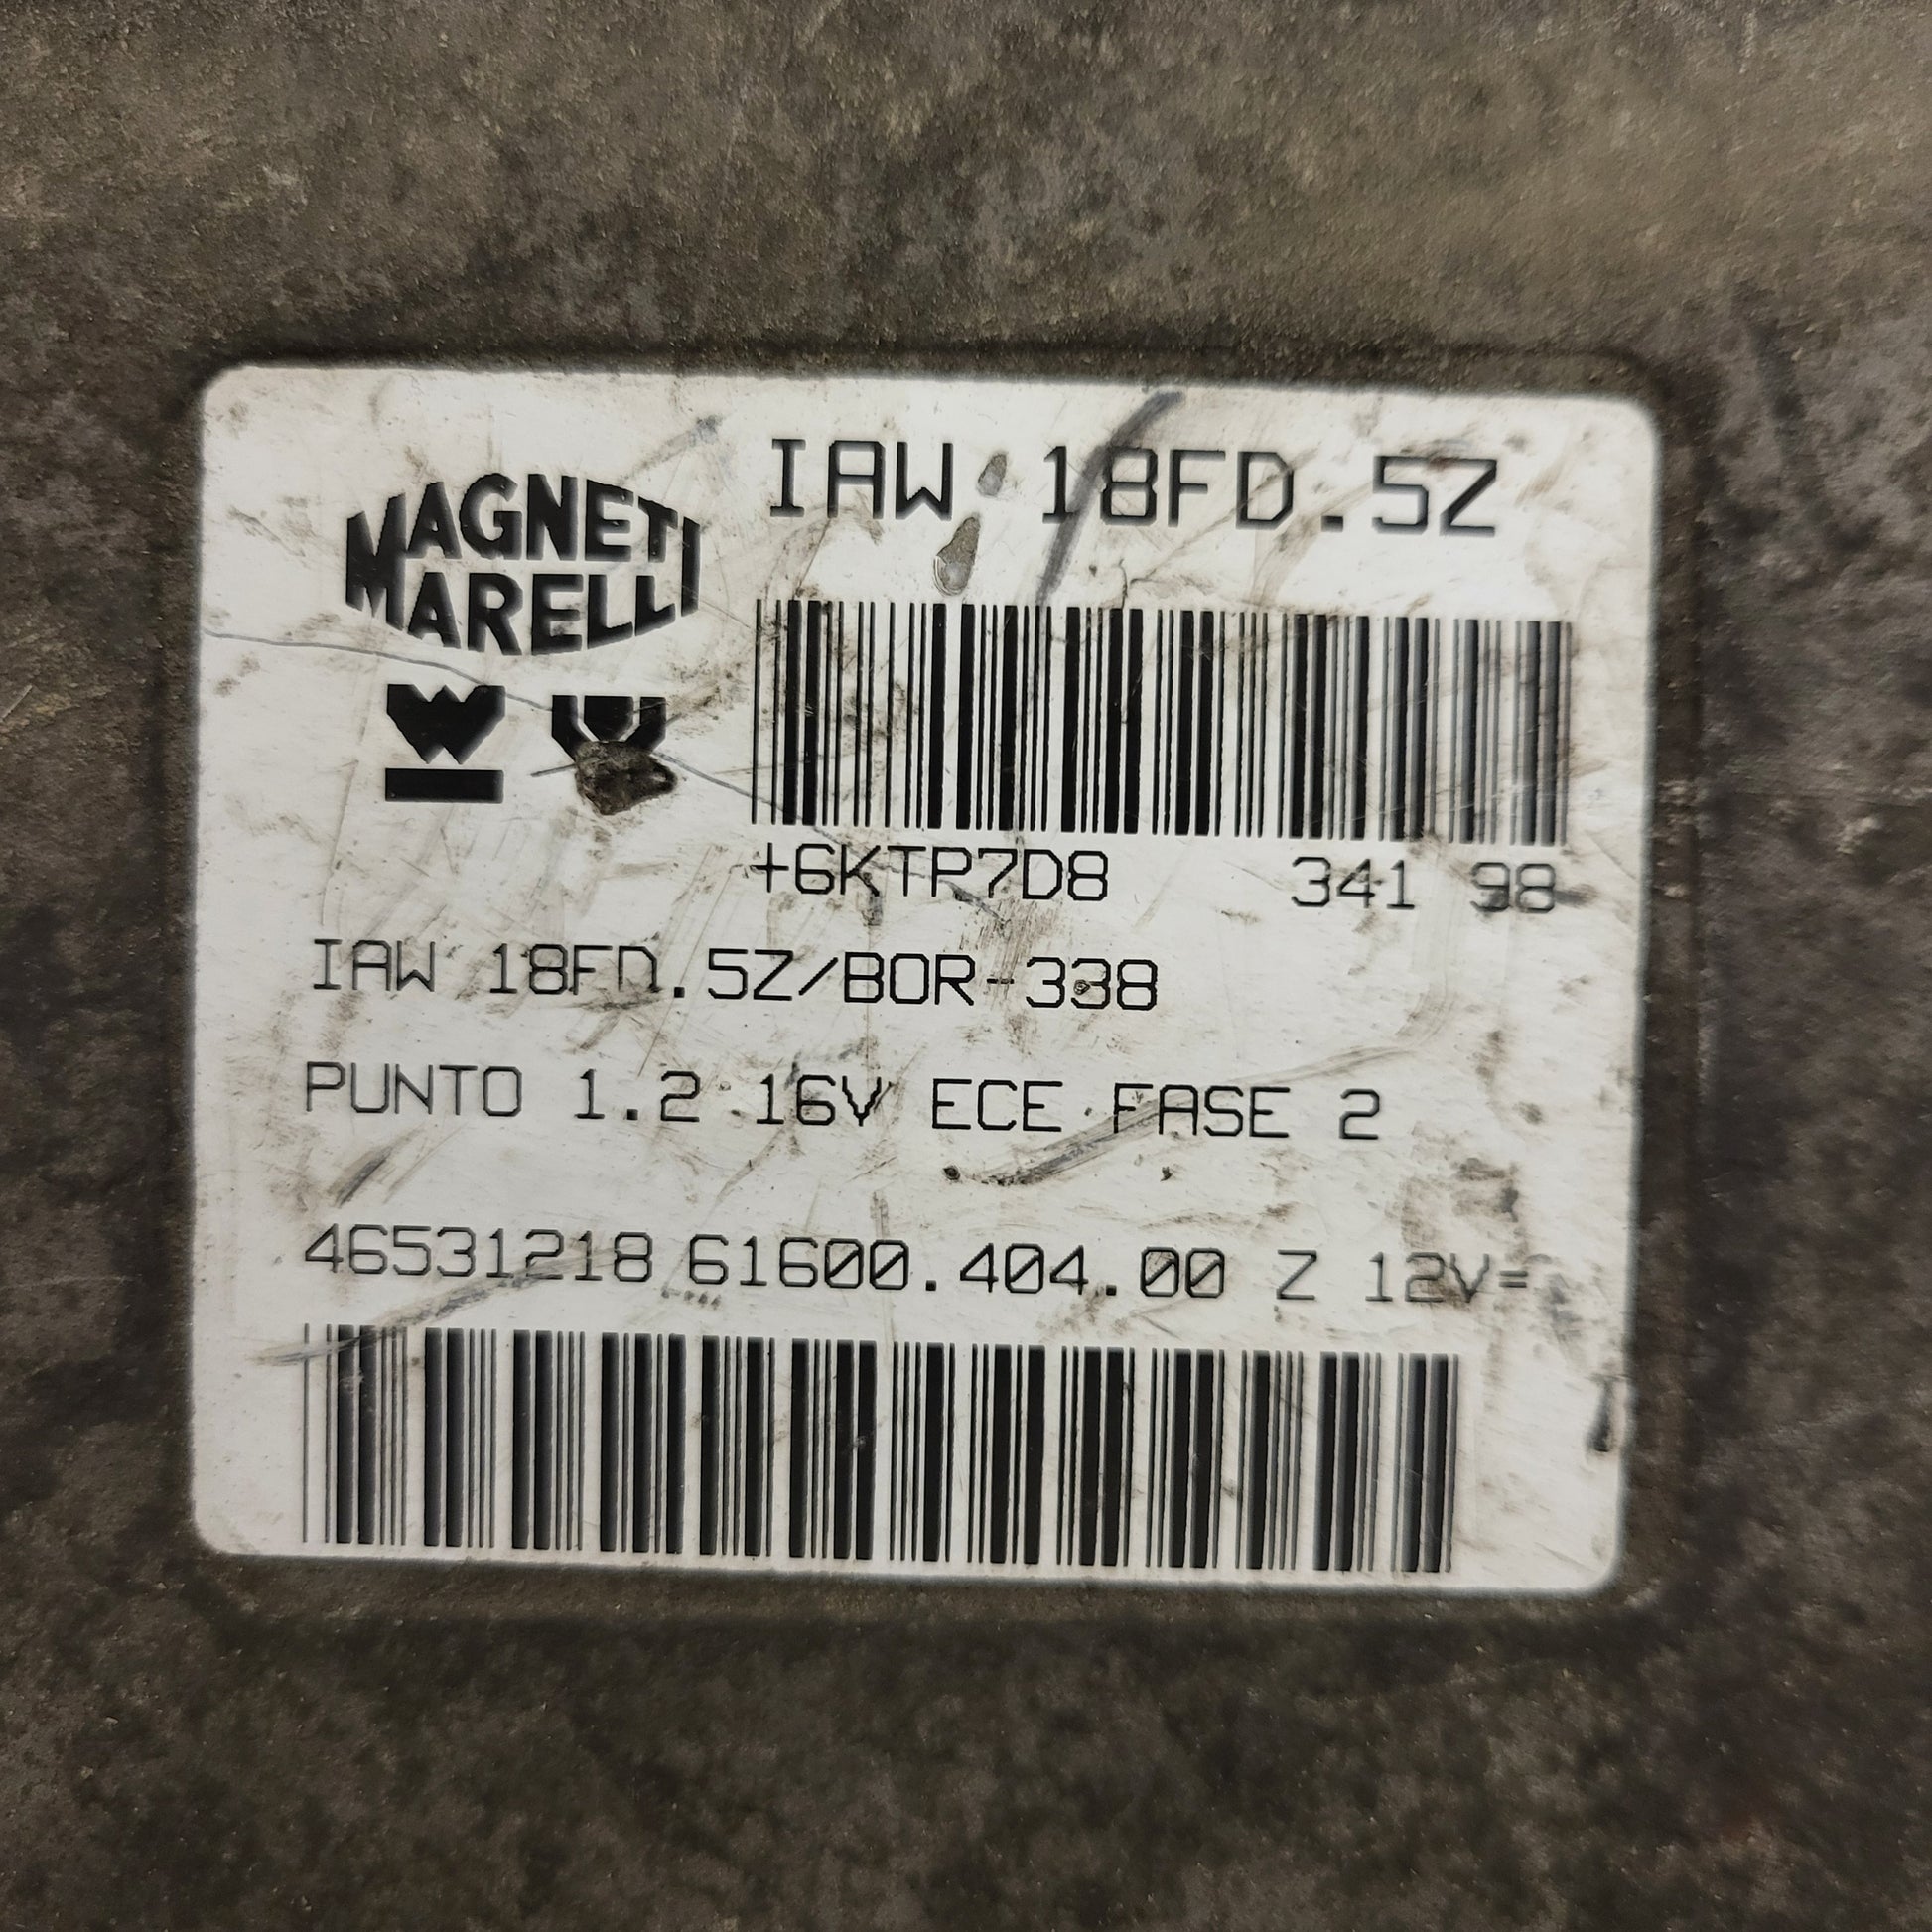 MAGNETI
MARELLI
IAW 18FD.5Z
+6KTP7D8 341 98
IAW 18FD.5Z/BOR-338
PUNTO 1.2 16V ECE FASE 2
46531218 61600.404.00 Z 12V=